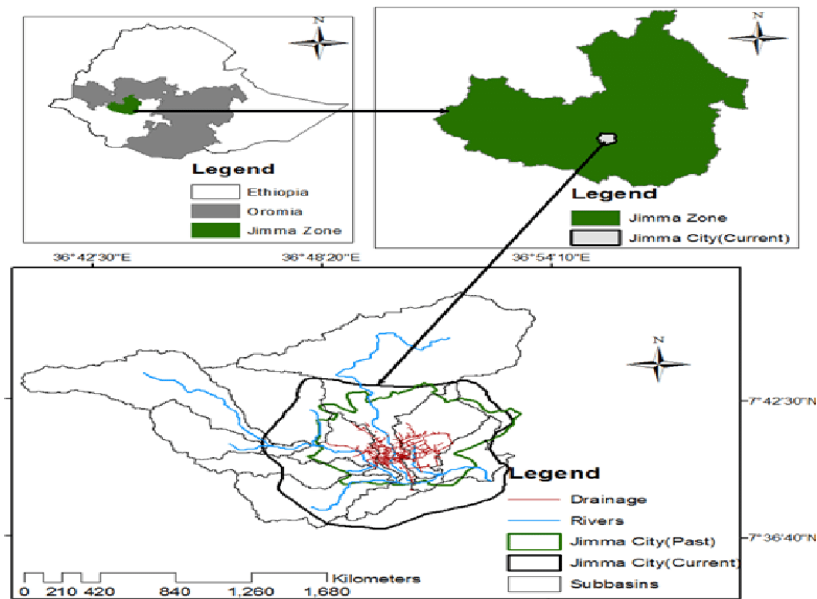 N
Legend
Ethiopia
Oromia
Jimma Zone
N
Legend
Jimma Zone
Jimma City(Current)
36°42'30"E 36°48'20"E 36°54'10"E
N
7°42'30"N
7°36'40"N
Legend
Drainage
Rivers
Jimma City(Past)
Jimma City(Current)
Subbasins
Kilometers
0 210 420 840 1,260 1,680